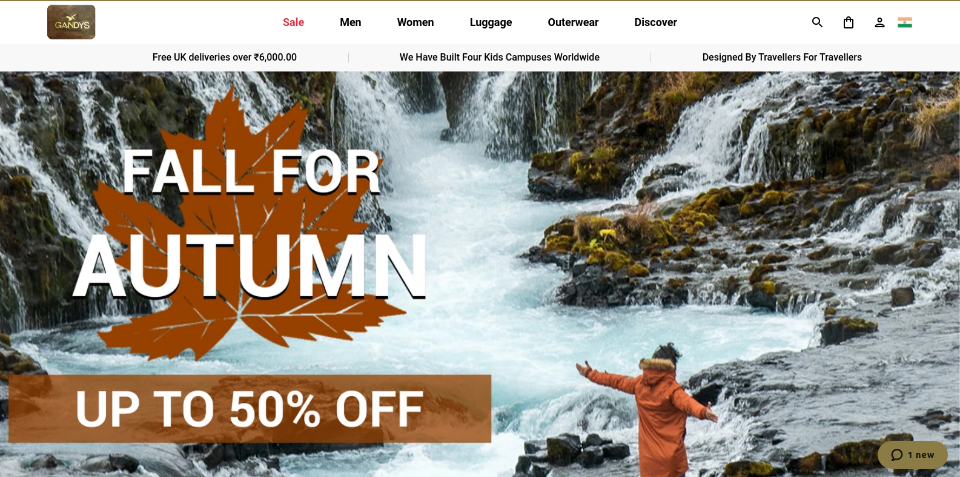 GANDYS
Sale
Men
Women
Luggage
Outerwear
Discover
Free UK deliveries over ₹6,000.00
We Have Built Four Kids Campuses Worldwide
Designed By Travellers For Travellers
FALL FOR
AUTUMN
UP TO 50% OFF
1 new